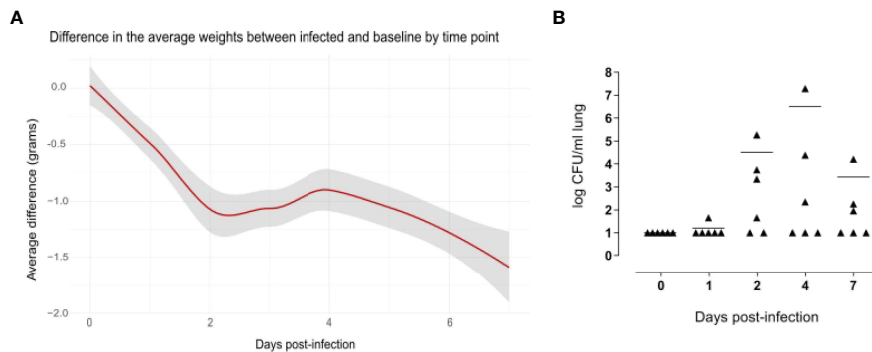 A
Difference in the average weights between infected and baseline by time point
Average difference (grams)
0.0
−0.5
−1.0
−1.5
−2.0
0 2 4 6
Days post-infection
B
log CFU/ml lung
8
7
6
5
4
3
2
1
0
0 1 2 4 7
Days post-infection